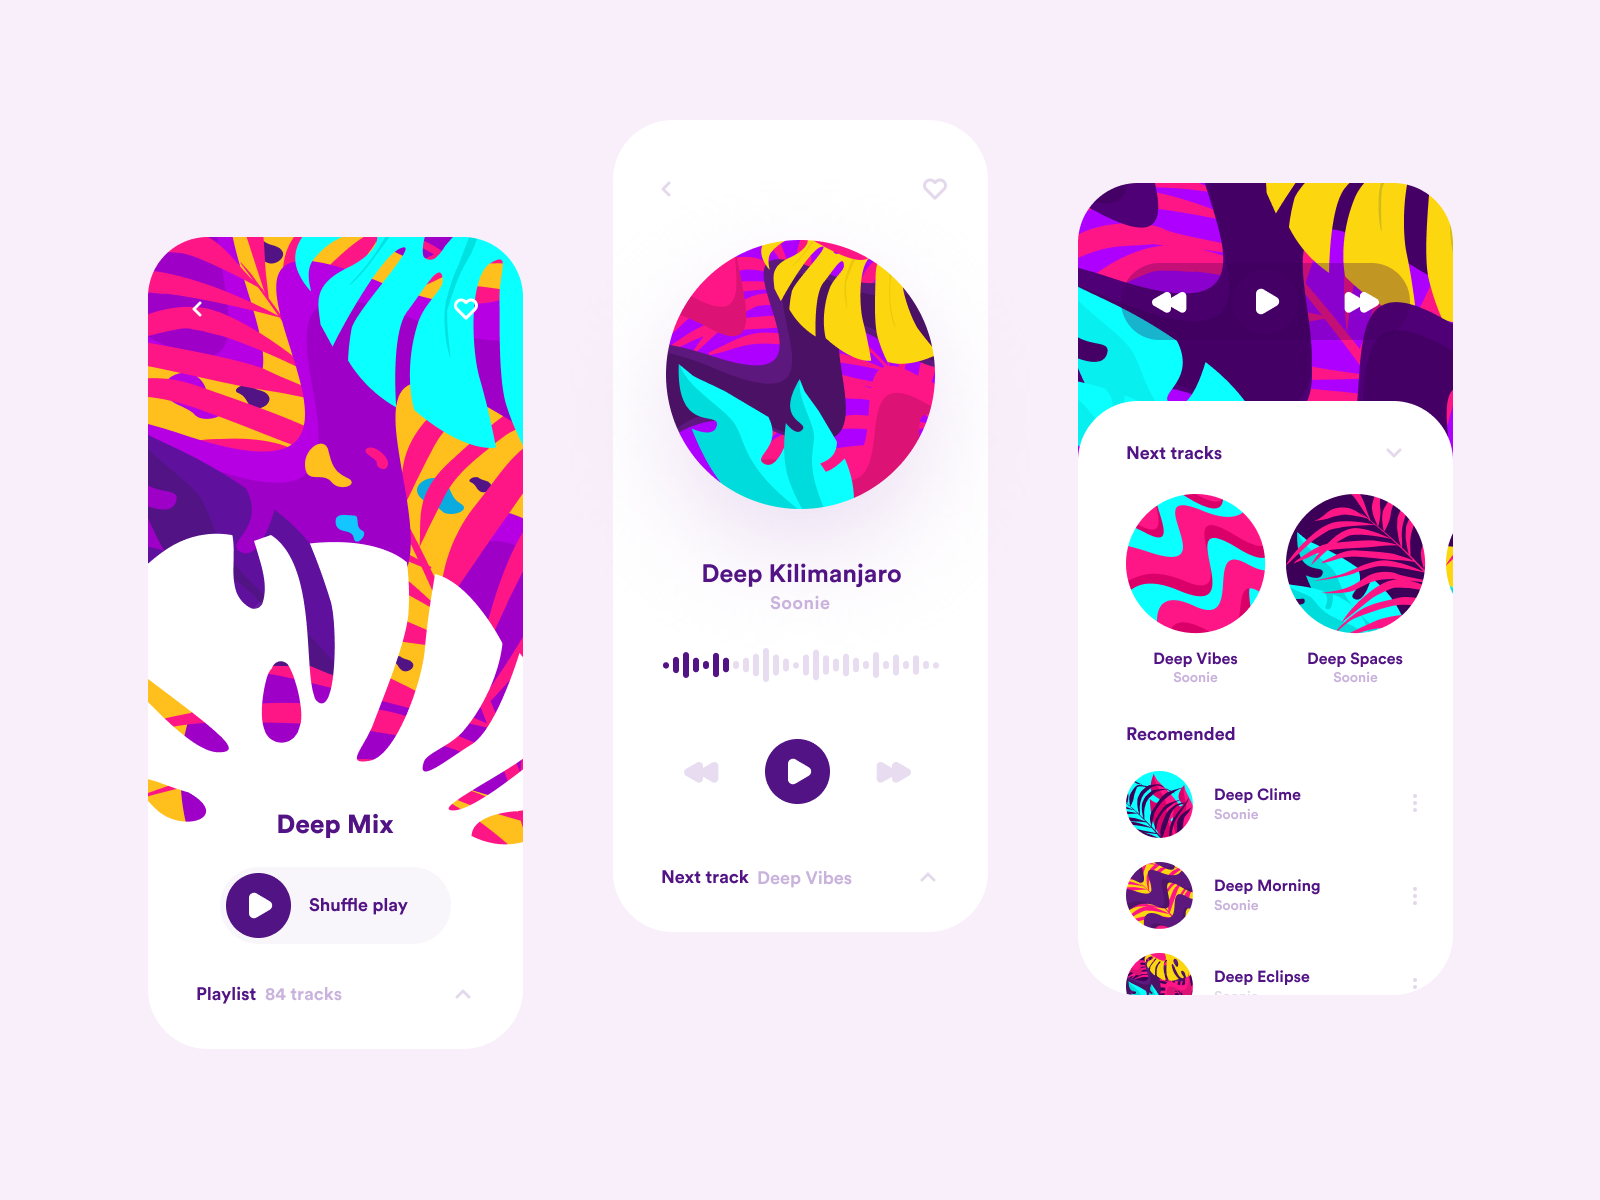 Deep Mix
Shuffle play
Playlist 84 tracks
Deep Kilimanjaro
Soonie
Next track Deep Vibes
Next tracks
Deep Vibes
Soonie
Deep Spaces
Soonie
Recomended
Deep Clime
Soonie
Deep Morning
Soonie
Deep Eclipse